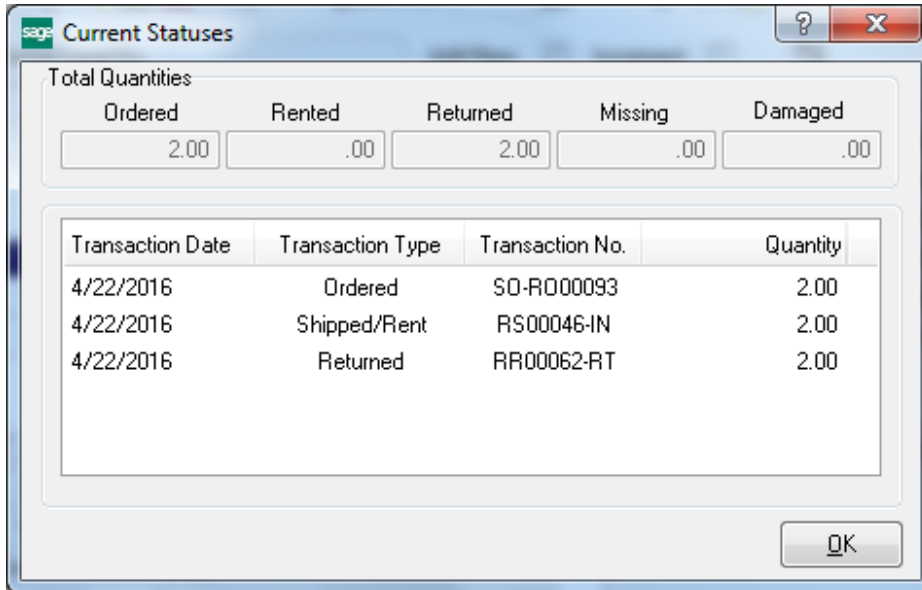 sage Current Statuses
Total Quantities
Ordered Rented Returned Missing Damaged
2.00 .00 2.00 .00 .00
Transaction Date Transaction Type Transaction No. Quantity
4/22/2016 Ordered SO-RO00093 2.00
4/22/2016 Shipped/Rent RS00046-IN 2.00
4/22/2016 Returned RR00062-RT 2.00
OK